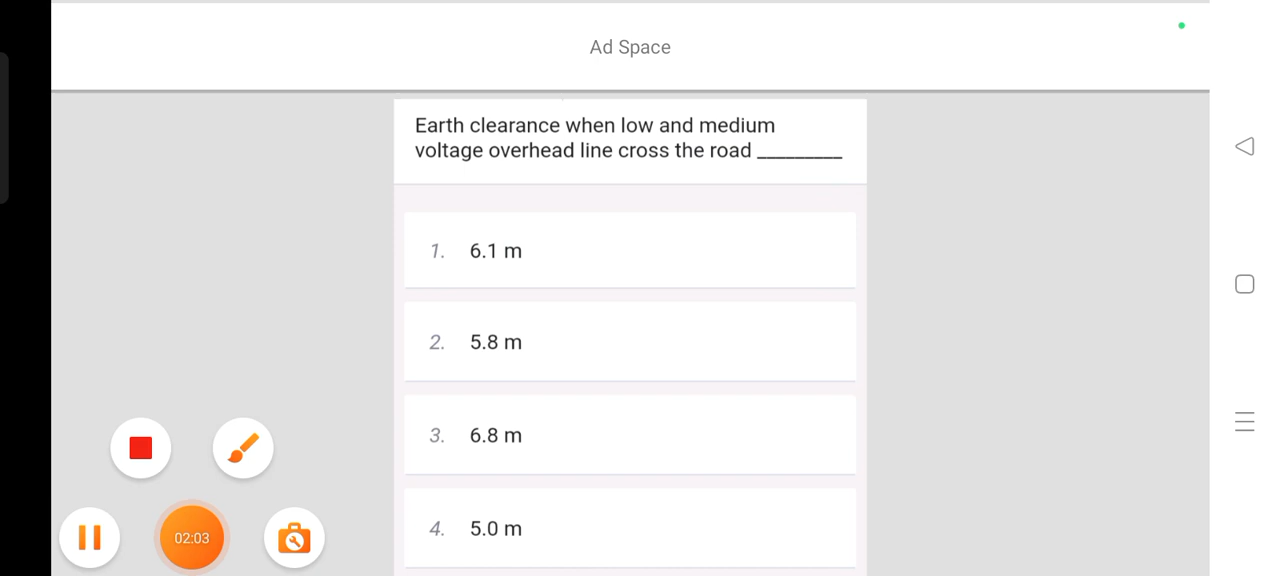 Ad Space
Earth clearance when low and medium
voltage overhead line cross the road _________
1. 6.1 m
2. 5.8 m
3. 6.8 m
4. 5.0 m
02:03